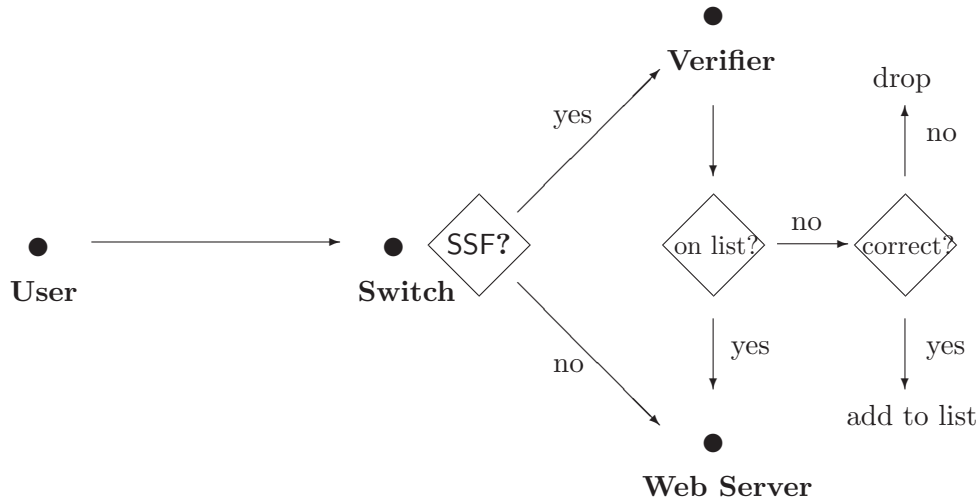 Verifier
drop
yes
no
User
Switch
SSF?
on list?
no
correct?
no
yes
yes
add to list
Web Server